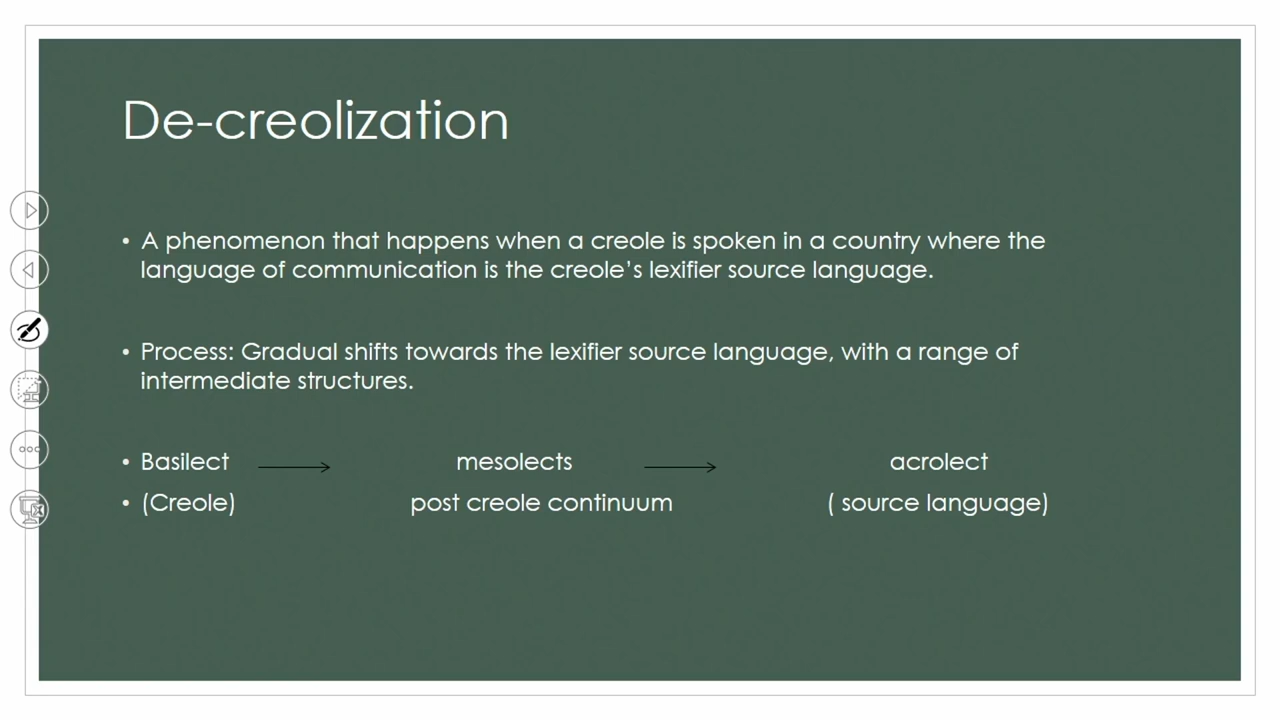 De-creolization
• A phenomenon that happens when a creole is spoken in a country where the
language of communication is the creole’s lexifier source language.
• Process: Gradual shifts towards the lexifier source language, with a range of
intermediate structures.
• Basilect mesolects acrolect
• (Creole) post creole continuum ( source language)